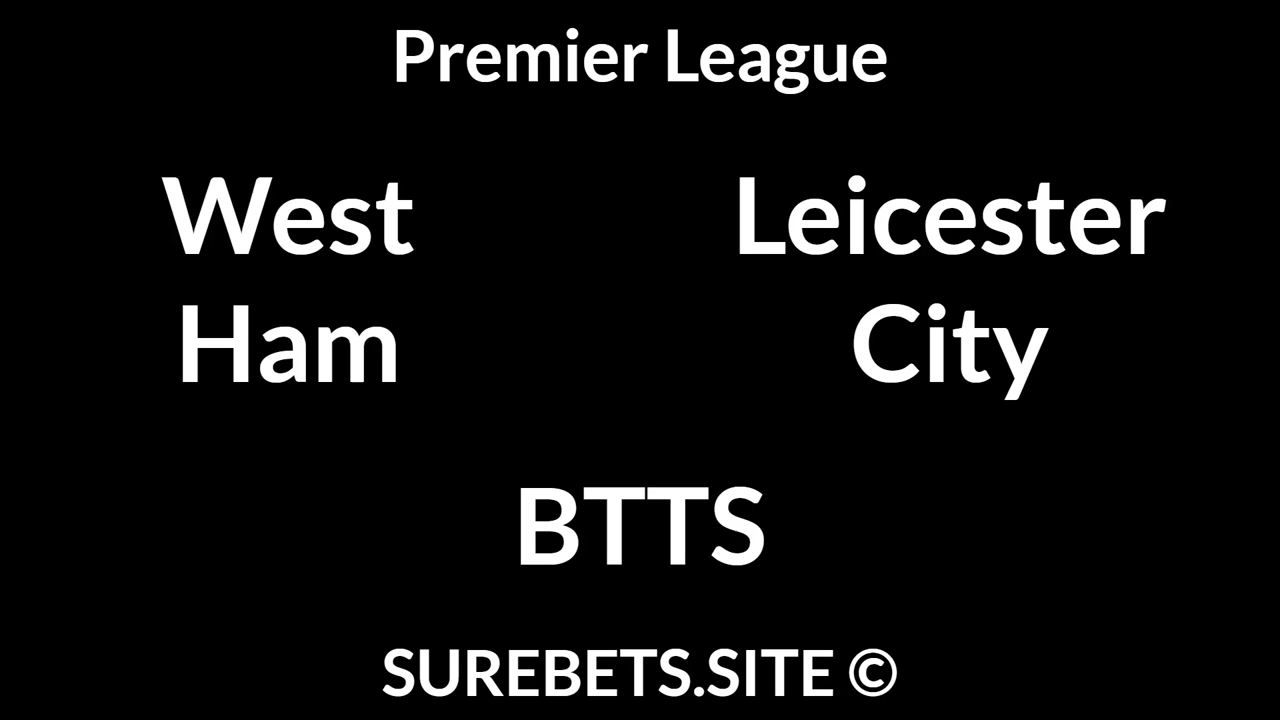 Premier League
West
Ham
Leicester
City
BTTS
SUREBETS.SITE ©